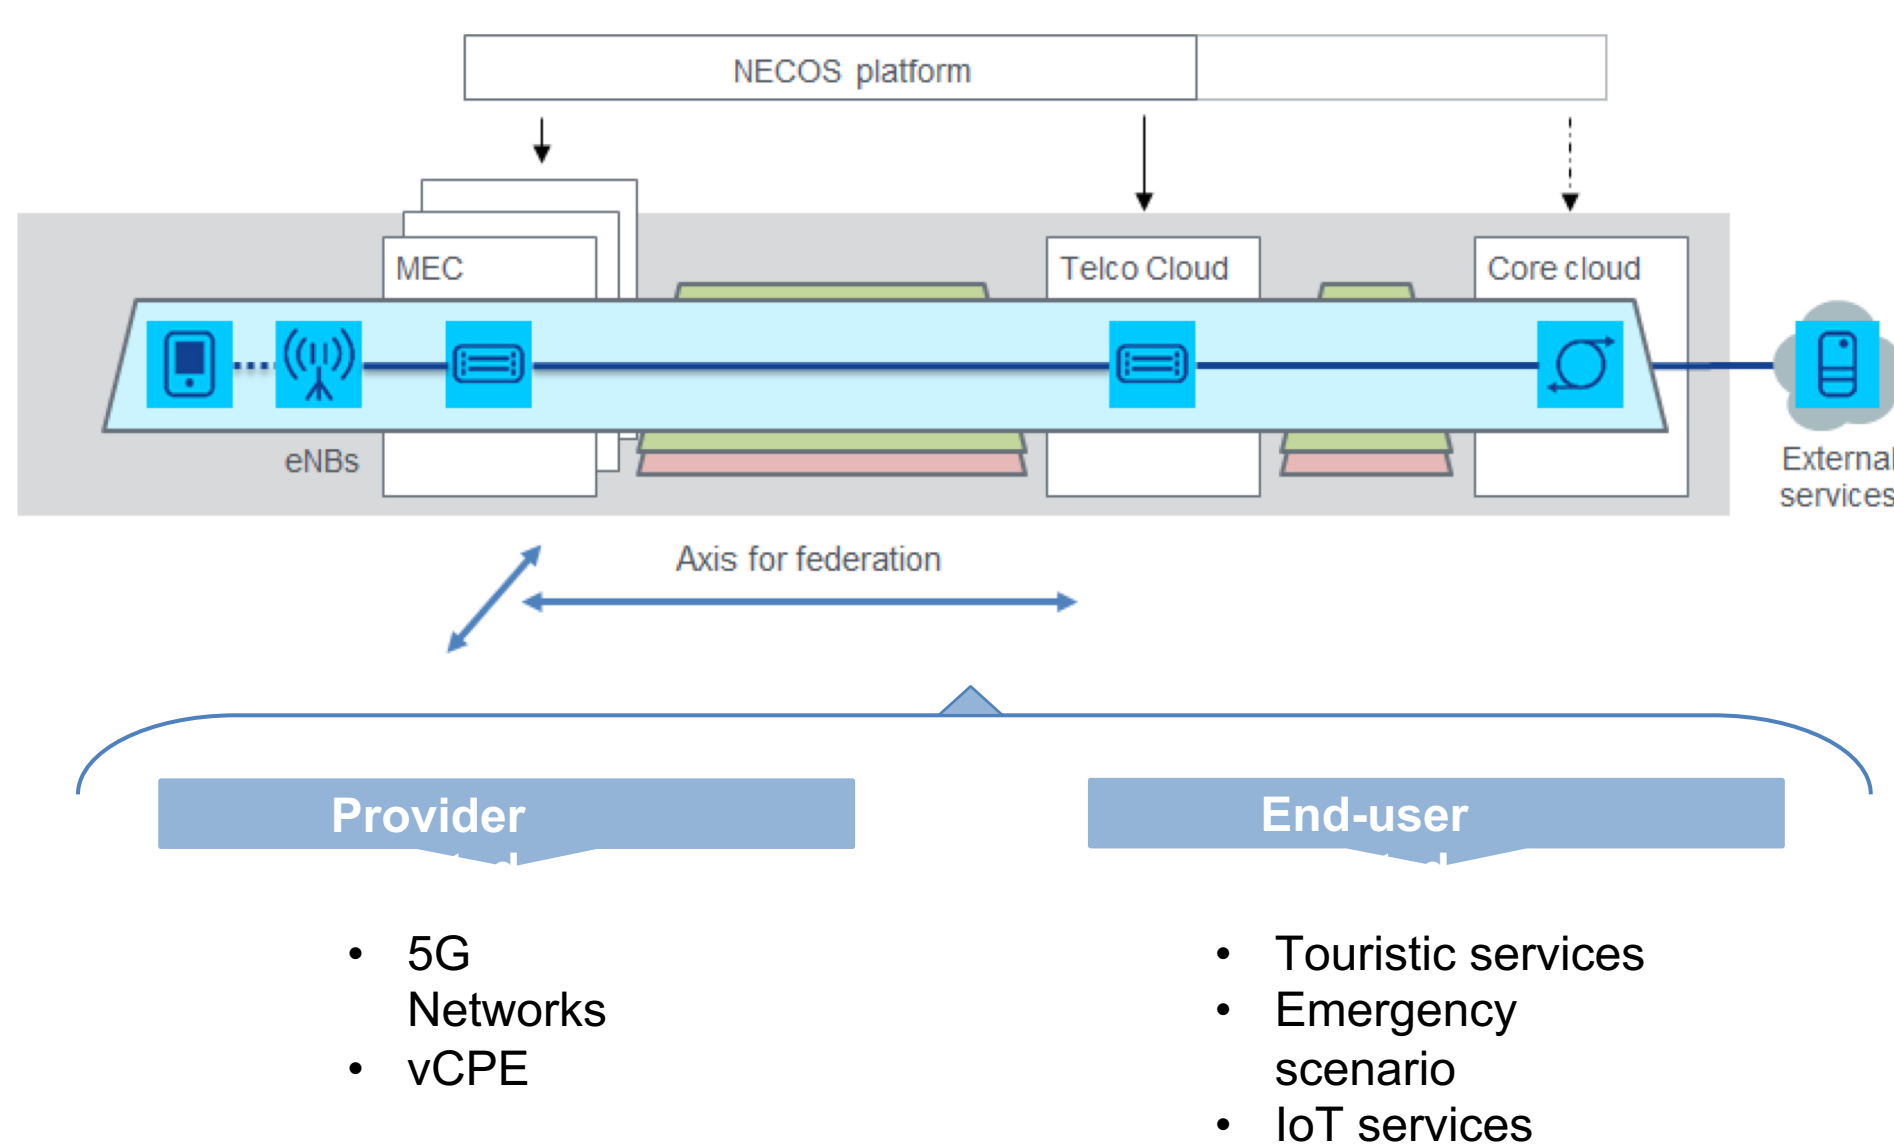 NECOS platform
MEC
Telco Cloud
Core cloud
eNBs
External
services
Axis for federation
Provider
End-user
• 5G
Networks
• vCPE
• Touristic services
• Emergency
scenario
• IoT services